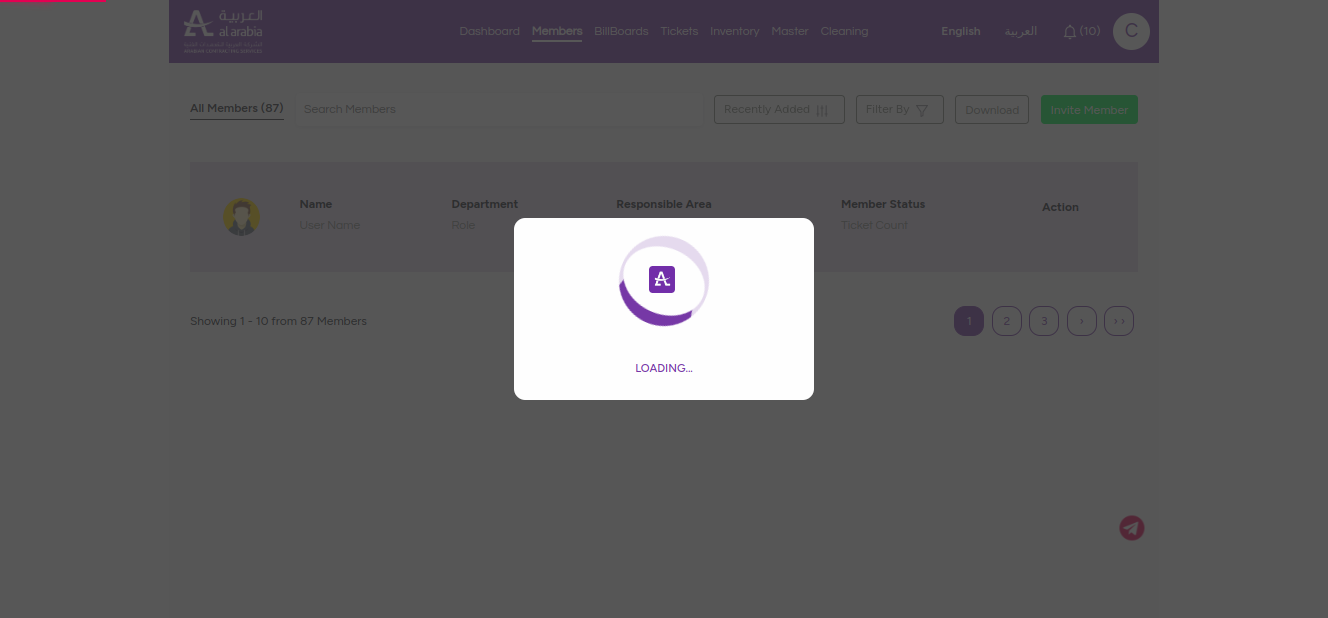 العربية
al arabia
Dashboard Members BillBoards Tickets Inventory Master Cleaning English العربية (10) C
All Members (87) Search Members Recently Added Filter By Download Invite Member
Name Department Responsible Area Member Status Action
User Name Role Ticket Count
Showing 1 - 10 from 87 Members 1 2 3 > >>
LOADING...